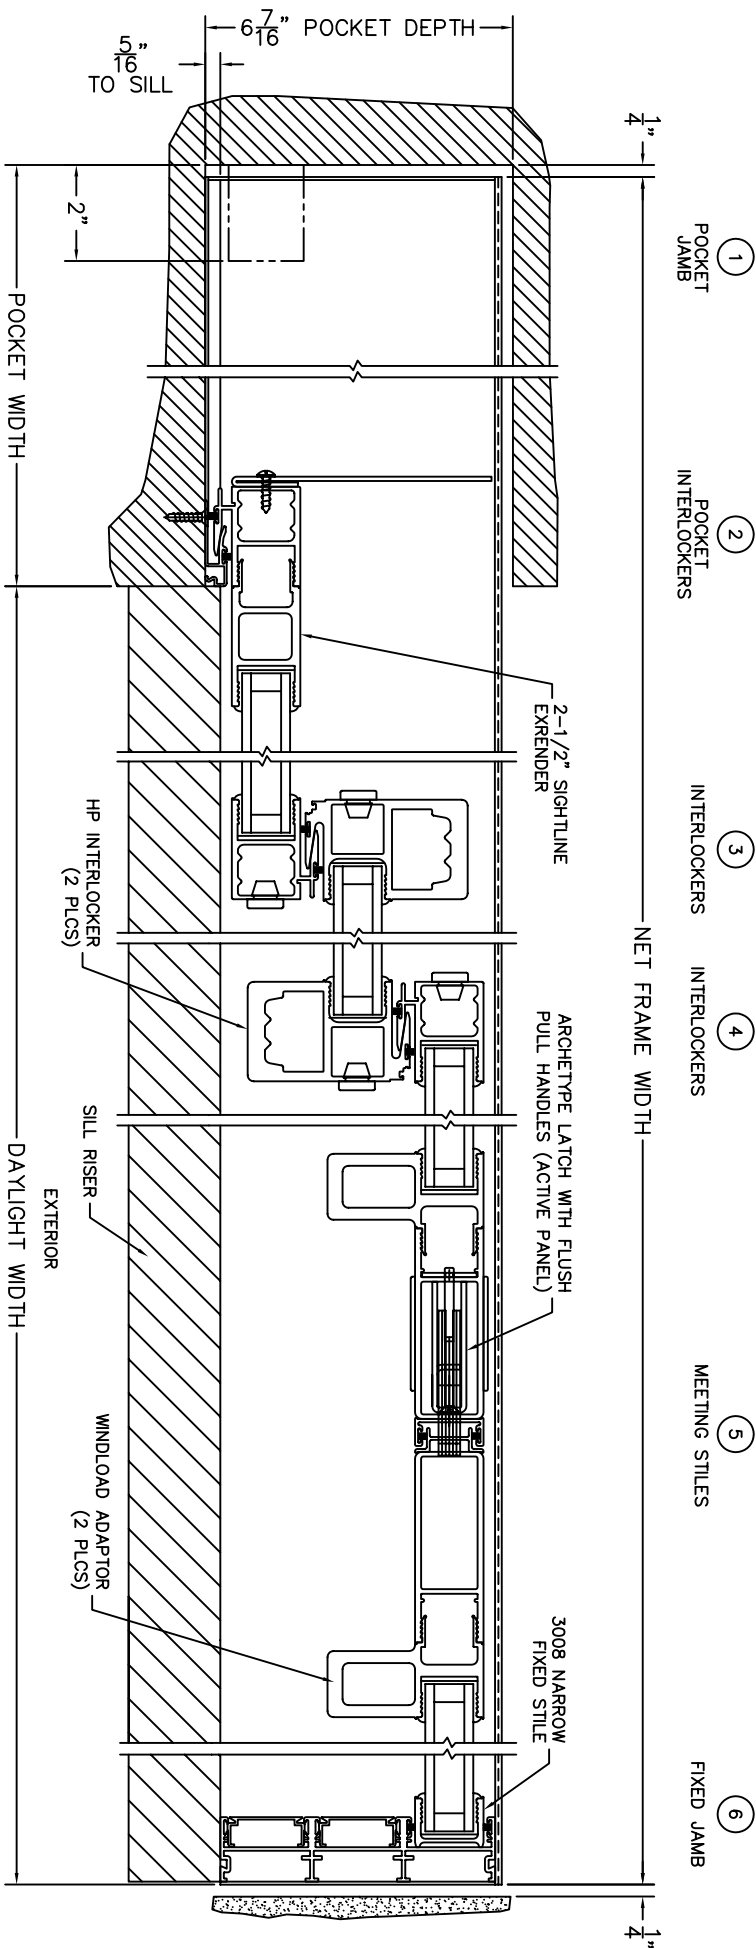 6 7/16" POCKET DEPTH
5/16"
TO SILL
1/4"
2"
POCKET WIDTH
1
POCKET
JAMB
2
POCKET
INTERLOCKERS
3
INTERLOCKERS
4
INTERLOCKERS
5
MEETING STILES
6
FIXED JAMB
NET FRAME WIDTH
1/4"
2-1/2" SIGHTLINE
EXRENDER
ARCHETYPE LATCH WITH FLUSH
PULL HANDLES (ACTIVE PANEL)
3008 NARROW
FIXED STILE
HP INTERLOCKER
(2 PLCS)
SILL RISER
WINDLOAD ADAPTOR
(2 PLCS)
EXTERIOR
DAYLIGHT WIDTH